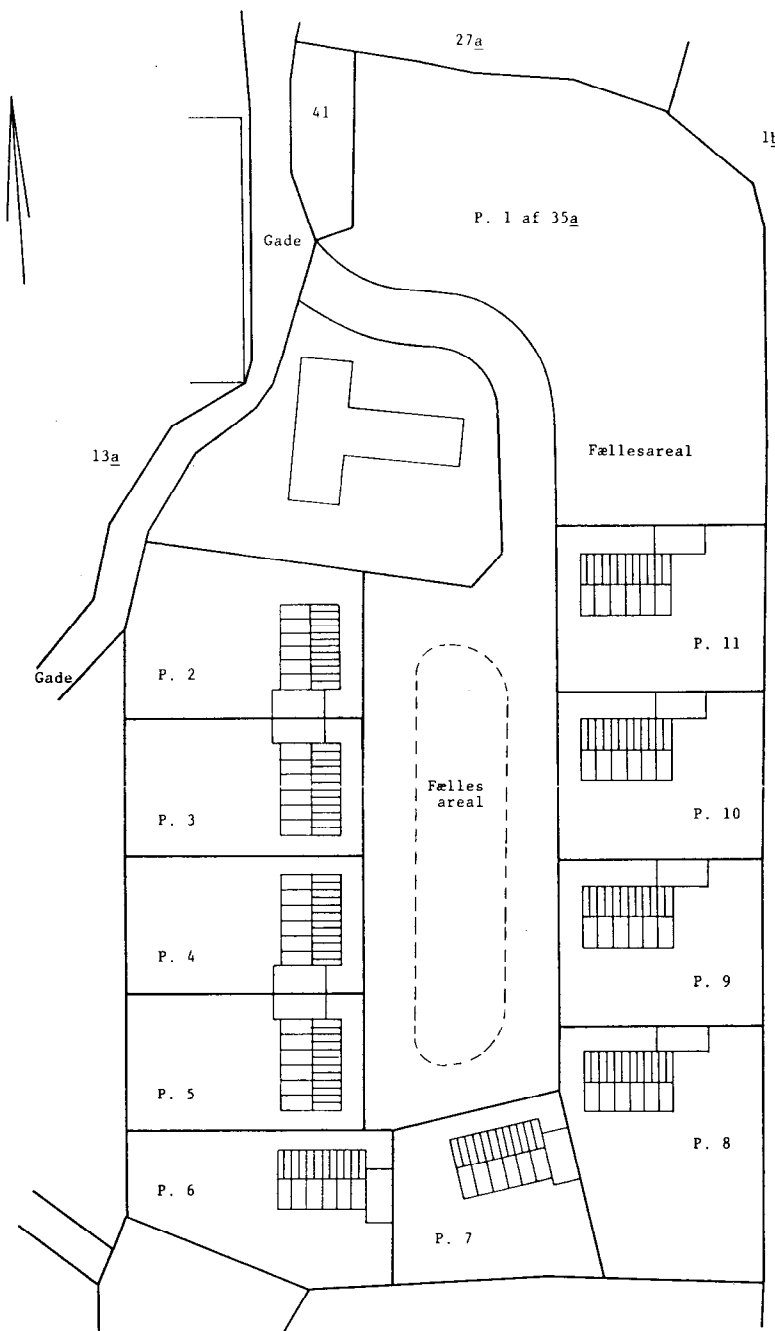 27a
41
1b
P. 1 af 35a
Gade
13a
Fællesareal
P. 11
P. 2
Gade
Fælles
areal
P. 3
P. 10
P. 4
P. 9
P. 5
P. 8
P. 6
P. 7